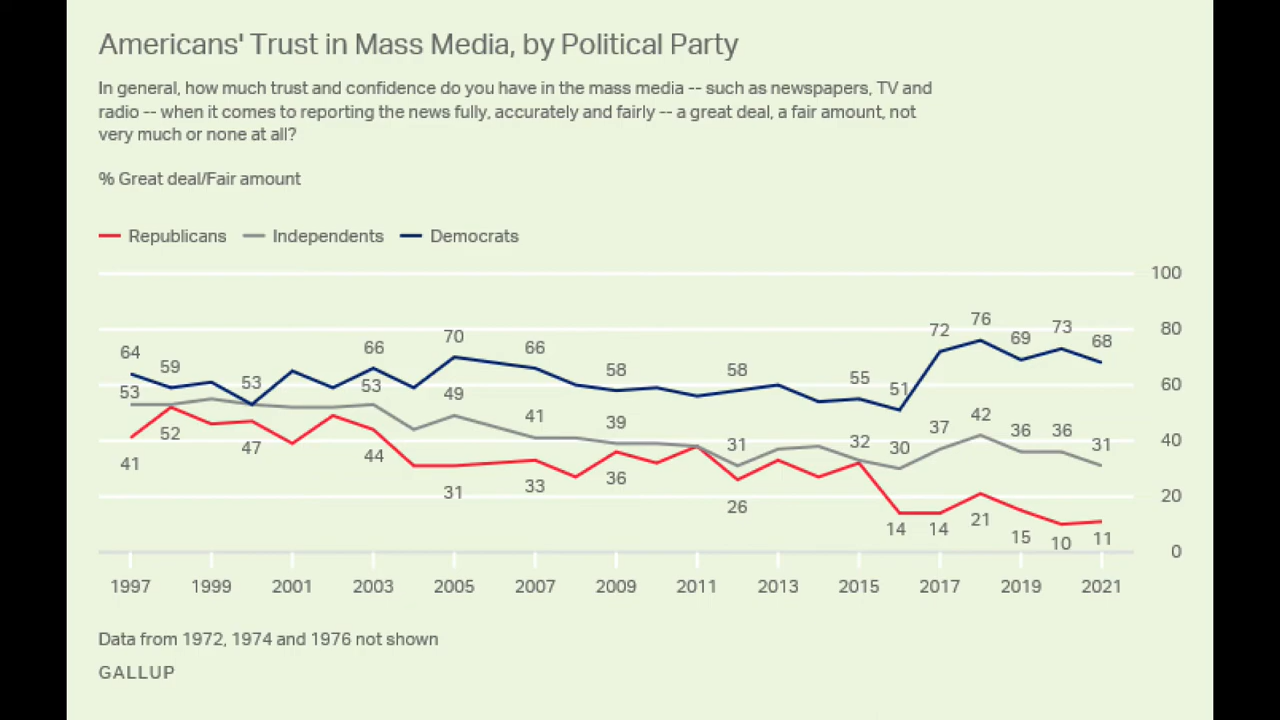 Americans' Trust in Mass Media, by Political Party
In general, how much trust and confidence do you have in the mass media -- such as newspapers, TV and
radio -- when it comes to reporting the news fully, accurately and fairly -- a great deal, a fair amount, not
very much or none at all?
% Great deal/Fair amount
Republicans Independents Democrats
100
80
60
40
20
0
64 59 53 66 70 66 58 58 55 51 72 76 69 73 68
53 53 49 41 39 31 32 30 37 42 36 36 31
41 52 47 44 31 33 36 26 14 14 21 15 10 11
1997 1999 2001 2003 2005 2007 2009 2011 2013 2015 2017 2019 2021
Data from 1972, 1974 and 1976 not shown
GALLUP